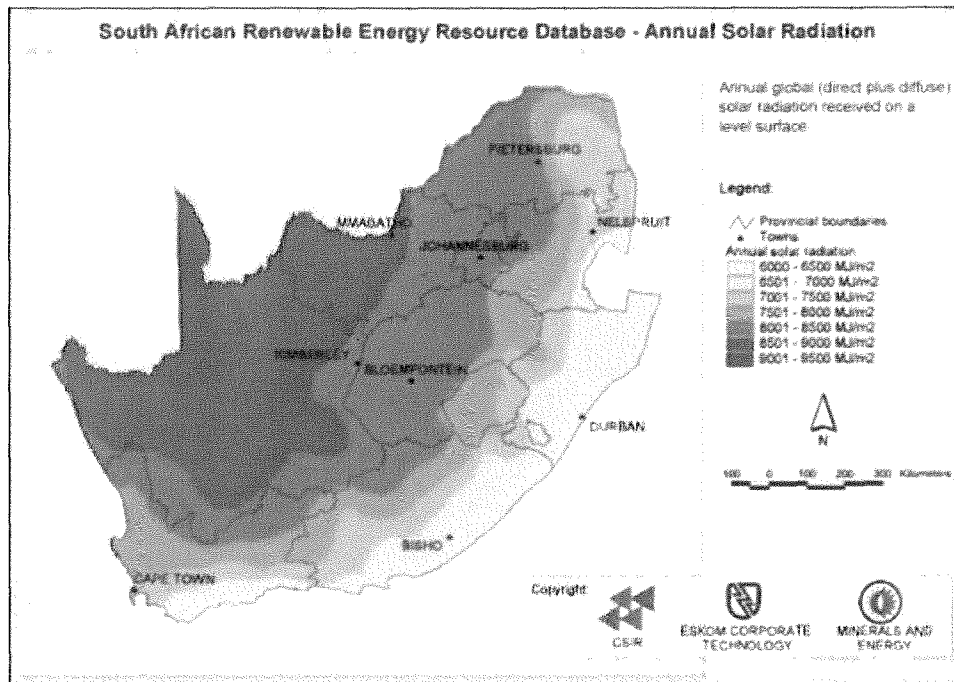 South African Renewable Energy Resource Database - Annual Solar Radiation
Annual global (direct plus diffuse)
solar radiation received on a
level surface
Legend:
Provincial boundaries
Towns
Annual solar radiation
6000 - 6500 MJ/m2
6501 - 7000 MJ/m2
7001 - 7500 MJ/m2
7501 - 8000 MJ/m2
8001 - 8500 MJ/m2
8501 - 9000 MJ/m2
9001 - 9500 MJ/m2
PIETERSBURG
MMABATHO
NELSPRUIT
JOHANNESBURG
KIMBERLEY
BLOEMFONTEIN
DURBAN
BISHO
CAPE TOWN
N
100 0 100 200 300 Kilometers
Copyright:
CSIR
ESKOM CORPORATE
TECHNOLOGY
MINERALS AND
ENERGY